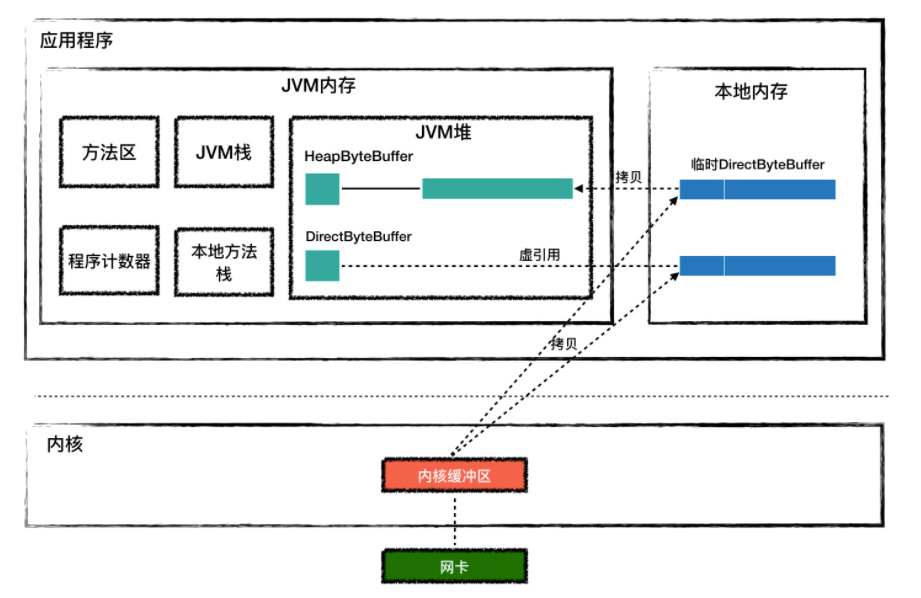 应用程序
JVM内存
本地内存
方法区
JVM栈
JVM堆
HeapByteBuffer
临时DirectByteBuffer
拷贝
程序计数器
本地方法
栈
DirectByteBuffer
虚引用
拷贝
内核
内核缓冲区
网卡